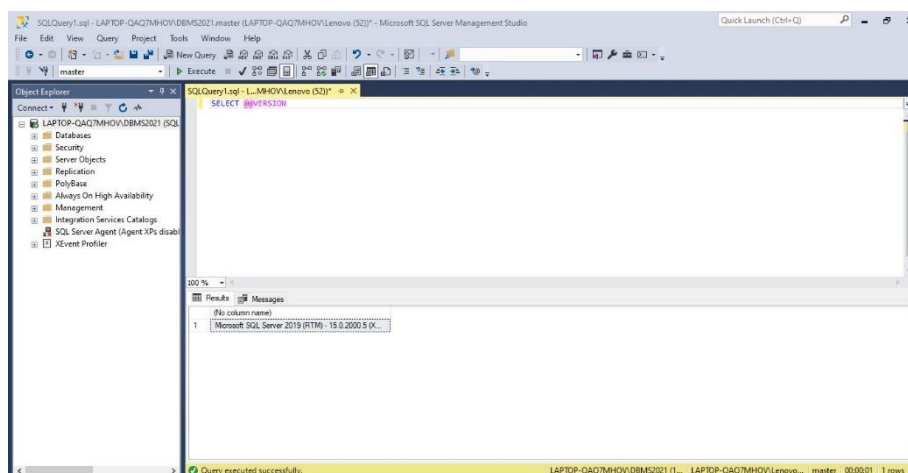 SQLQuery1.sql - LAPTOP-QAQ7MHOV\DBMS2021.master (LAPTOP-QAQ7MHOV\Lenovo (52))* - Microsoft SQL Server Management Studio
Quick Launch (Ctrl+Q)
File Edit View Query Project Tools Window Help
New Query
master
Execute
Object Explorer
SQLQuery1.sql - L...MHOV\Lenovo (52))*
SELECT @@VERSION
Connect
LAPTOP-QAQ7MHOV\DBMS2021 (SQL
Databases
Security
Server Objects
Replication
PolyBase
Always On High Availability
Management
Integration Services Catalogs
SQL Server Agent (Agent XPs disabl
XEvent Profiler
100 %
Results Messages
(No column name)
1 Microsoft SQL Server 2019 (RTM) - 15.0.2000.5 (X...
Query executed successfully.
LAPTOP-QAQ7MHOV\DBMS2021 (1... LAPTOP-QAQ7MHOV\Lenovo... master 00:00:01 1 rows